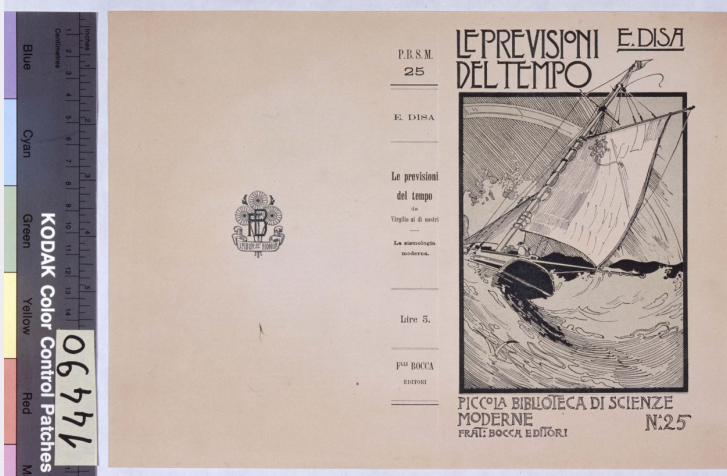 Inches
Centimetres
Blue
Cyan
Green
Yellow
Red
KODAK Color Control Patches
06441
P.B.S.M.
25
E. DISA
Le previsioni
del tempo
da
Virgilio ai dì nostri
La sismologia
moderna.
Lire 5.
F.lli BOCCA
EDITORI
LE PREVISIONI
DEL TEMPO
E. DISA
PICCOLA BIBLIOTECA DI SCIENZE
MODERNE
N.º 25
FRAT: BOCCA EDITORI